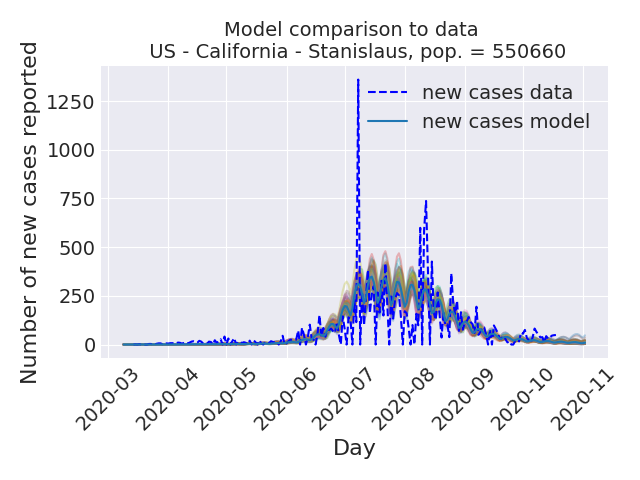 Model comparison to data
US - California - Stanislaus, pop. = 550660
Number of new cases reported
1250
1000
750
500
250
0
new cases data
new cases model
2020-03
2020-04
2020-05
2020-06
2020-07
2020-08
2020-09
2020-10
2020-11
Day